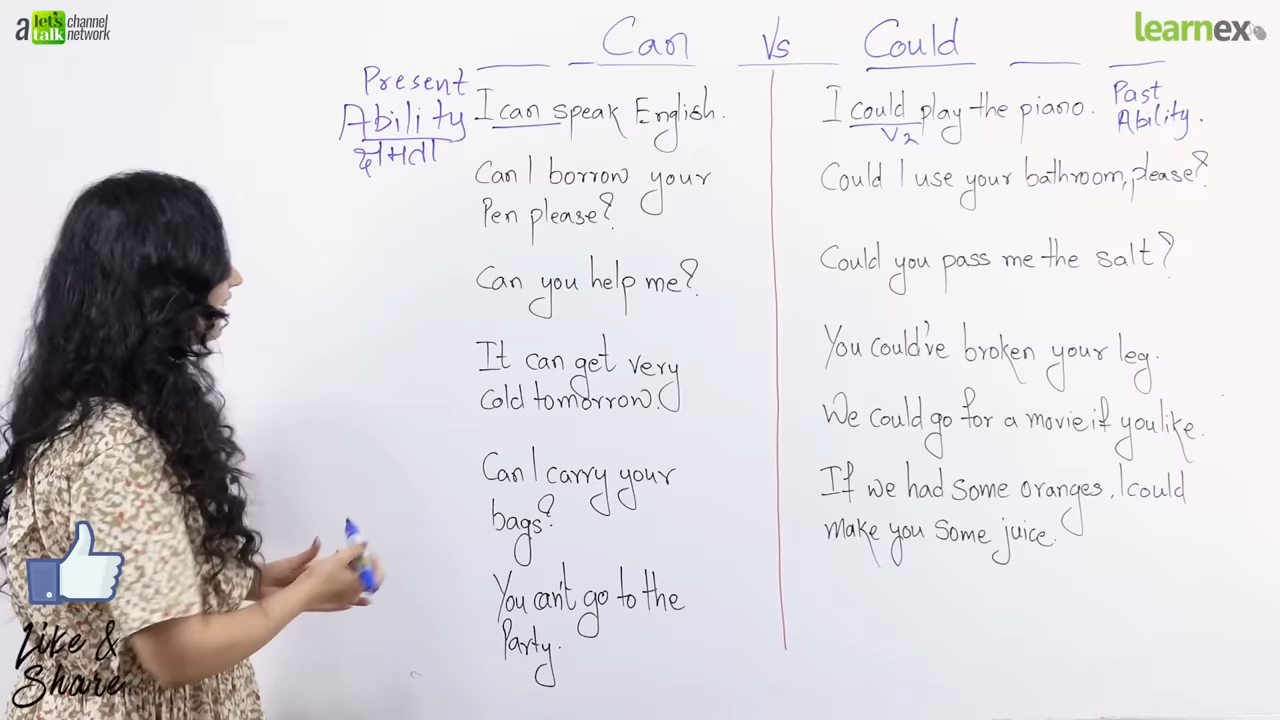 a let's talk channel network
learnex
Can Vs Could
Present
Ability
क्षमता
I can speak English.
Can I borrow your
Pen please?
Can you help me?
It can get very
cold tomorrow.
Can I carry your
bags?
You can't go to the
Party.
I could play the piano.
V2
Past
Ability.
Could I use your bathroom, please?
Could you pass me the salt?
You could've broken your leg.
We could go for a movie if you like.
If we had some oranges, I could
make you some juice.
Like &
Share